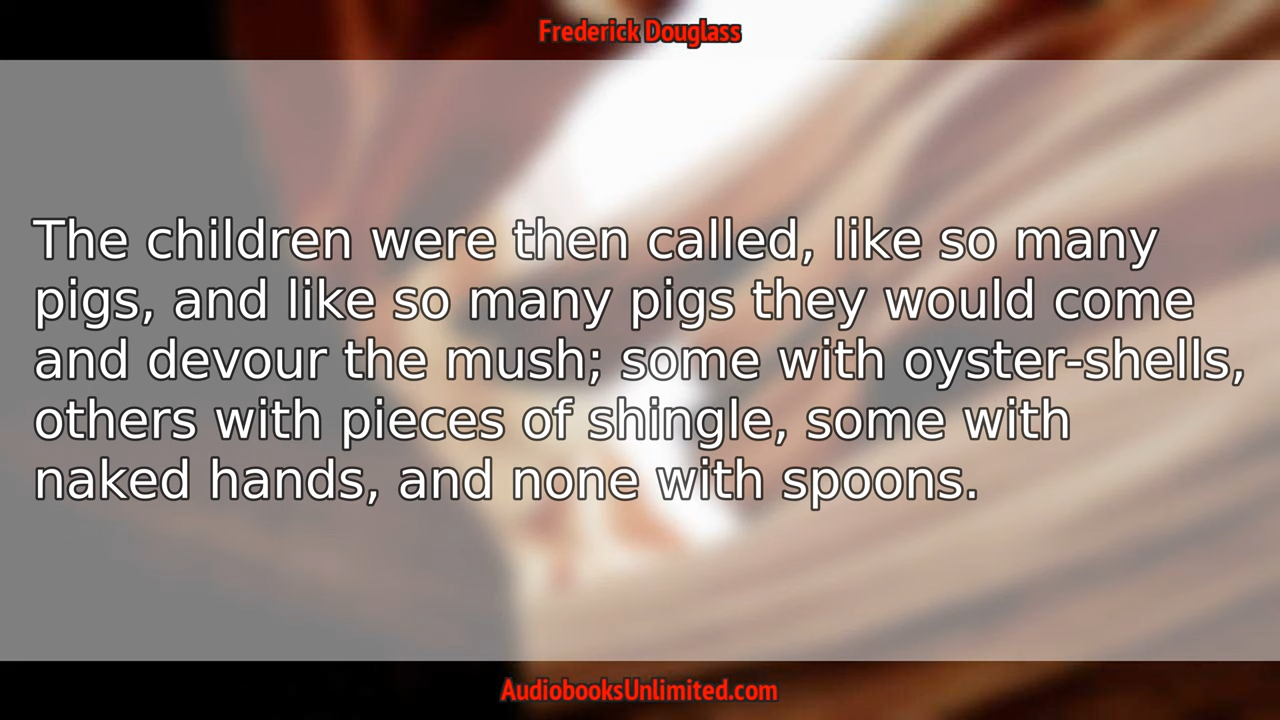 Frederick Douglass
The children were then called, like so many
pigs, and like so many pigs they would come
and devour the mush; some with oyster-shells,
others with pieces of shingle, some with
naked hands, and none with spoons.
AudiobooksUnlimited.com